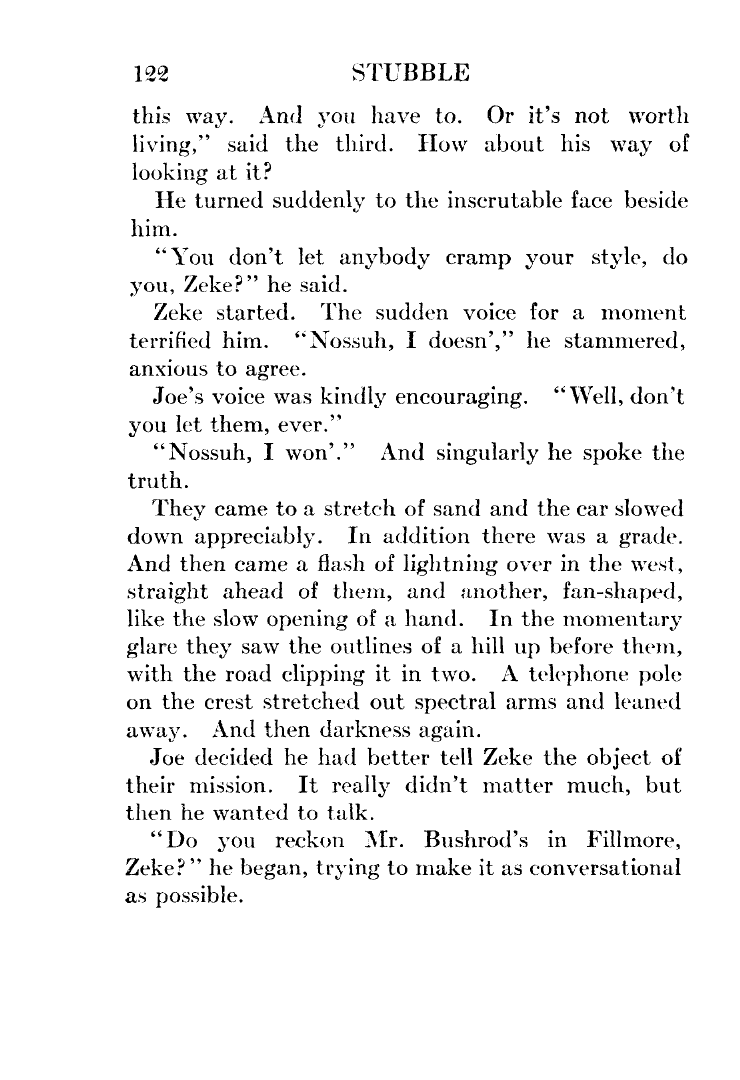 122 STUBBLE
this way. And you have to. Or it's not worth
living," said the third. How about his way of
looking at it?
He turned suddenly to the inscrutable face beside
him.
"You don't let anybody cramp your style, do
you, Zeke?" he said.
Zeke started. The sudden voice for a moment
terrified him. "Nossuh, I doesn'," he stammered,
anxious to agree.
Joe's voice was kindly encouraging. "Well, don't
you let them, ever."
"Nossuh, I won'." And singularly he spoke the
truth.
They came to a stretch of sand and the car slowed
down appreciably. In addition there was a grade.
And then came a flash of lightning over in the west,
straight ahead of them, and another, fan-shaped,
like the slow opening of a hand. In the momentary
glare they saw the outlines of a hill up before them,
with the road clipping it in two. A telephone pole
on the crest stretched out spectral arms and leaned
away. And then darkness again.
Joe decided he had better tell Zeke the object of
their mission. It really didn't matter much, but
then he wanted to talk.
"Do you reckon Mr. Bushrod's in Fillmore,
Zeke?" he began, trying to make it as conversational
as possible.